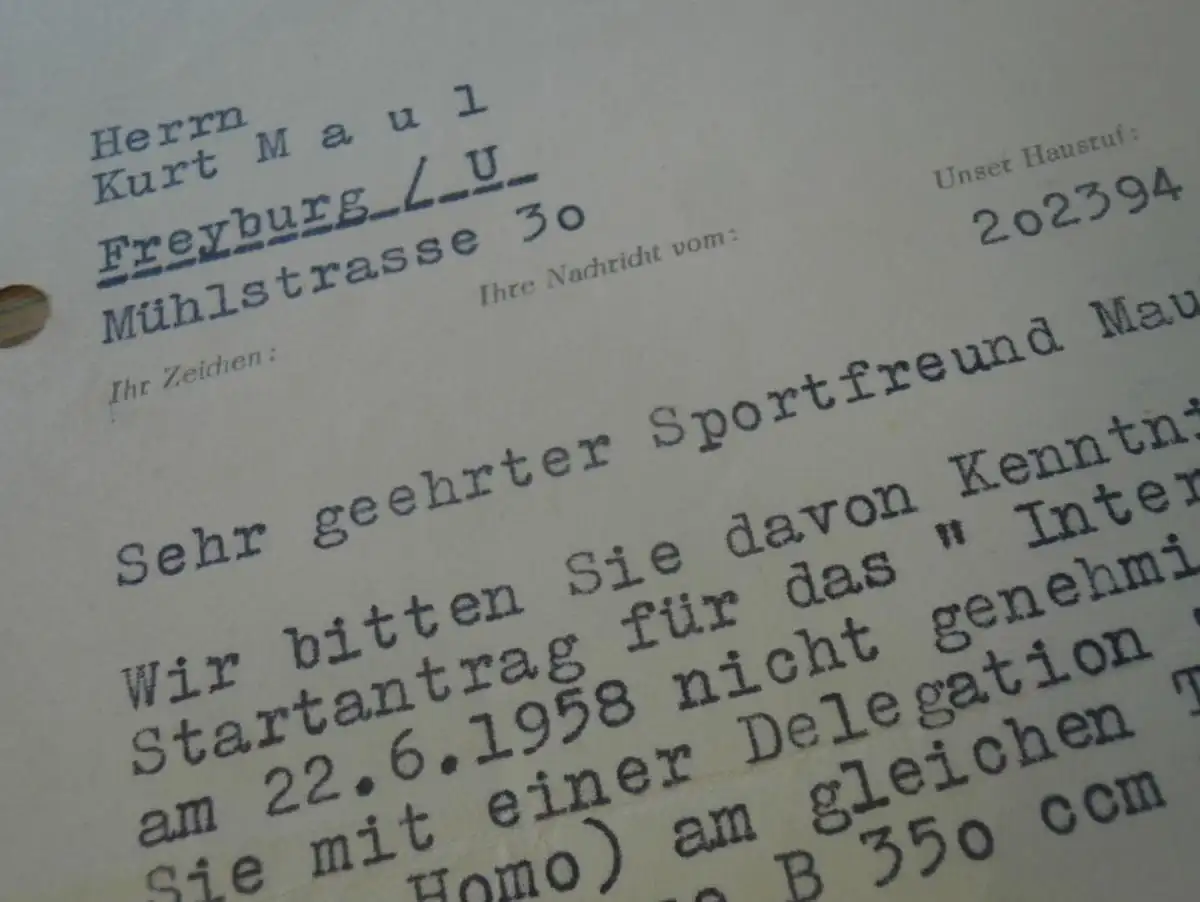 Herrn
Kurt M a u l
Freyburg / U
Mühlstrasse 3o
Unser Hausruf:
2o2394
Ihr Zeichen:
Ihre Nachricht vom:
Sehr geehrter Sportfreund Mau
Wir bitten Sie davon Kenntni
Startantrag für das " Inter
am 22.6.1958 nicht genehmi
Sie mit einer Delegation
Homo) am gleichen T
B 35o ccm